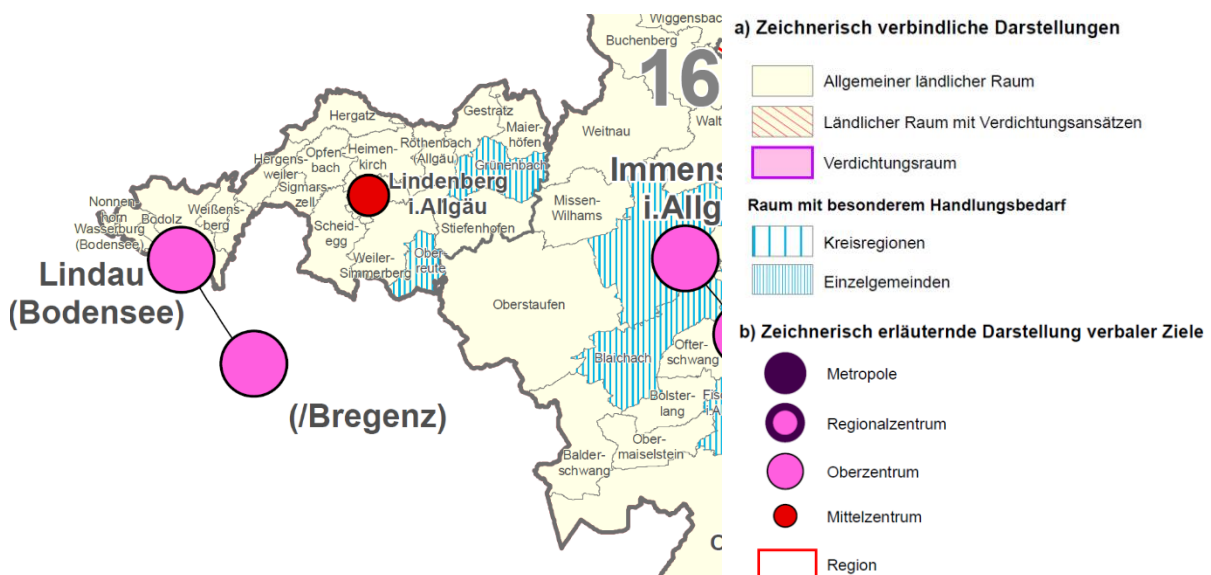 Wiggensbac
Buchenberg
16
Walt
Weitnau
Gestratz
Hergatz
Maier-
höfen
Röthenbach
(Allgäu)
Grünenbach
Heimen-
kirch
Opfen-
bach
Hergens-
weiler
Sigmars-
zell
Lindenberg
i.Allgäu
Immens
i.Allg
Missen-
Wilhams
Nonnen-
horn
Wasserburg
(Bodensee)
Bodolz
Weißens-
berg
Scheid-
egg
Stiefenhofen
Weiler-
Simmerberg
Ober-
reute
Lindau
(Bodensee)
Oberstaufen
Blaichach
Ofter-
schwang
Bolster-
lang
Fisc
i.A
(/Bregenz)
Ober-
maiselstein
Balder-
schwang
a) Zeichnerisch verbindliche Darstellungen
Allgemeiner ländlicher Raum
Ländlicher Raum mit Verdichtungsansätzen
Verdichtungsraum
Raum mit besonderem Handlungsbedarf
Kreisregionen
Einzelgemeinden
b) Zeichnerisch erläuternde Darstellung verbaler Ziele
Metropole
Regionalzentrum
Oberzentrum
Mittelzentrum
Region